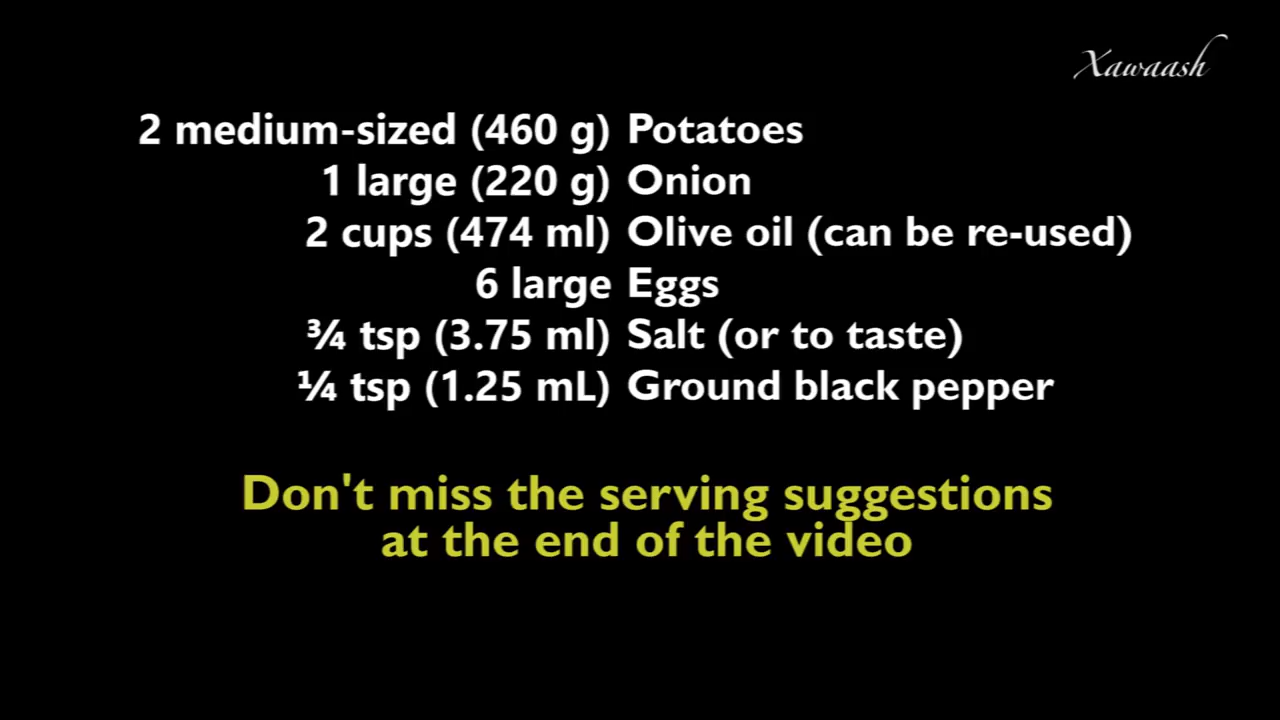 Xawaash
2 medium-sized (460 g) Potatoes
1 large (220 g) Onion
2 cups (474 ml) Olive oil (can be re-used)
6 large Eggs
¾ tsp (3.75 ml) Salt (or to taste)
¼ tsp (1.25 mL) Ground black pepper
Don't miss the serving suggestions
at the end of the video